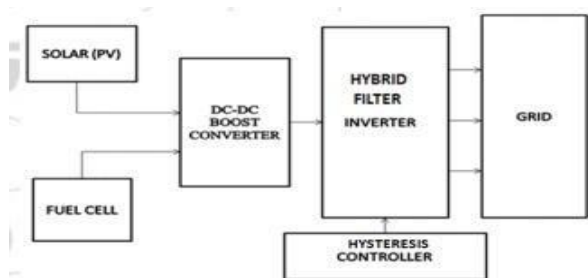 SOLAR (PV)
DC-DC
BOOST
CONVERTER
FUEL CELL
HYBRID
FILTER
INVERTER
HYSTERESIS
CONTROLLER
GRID